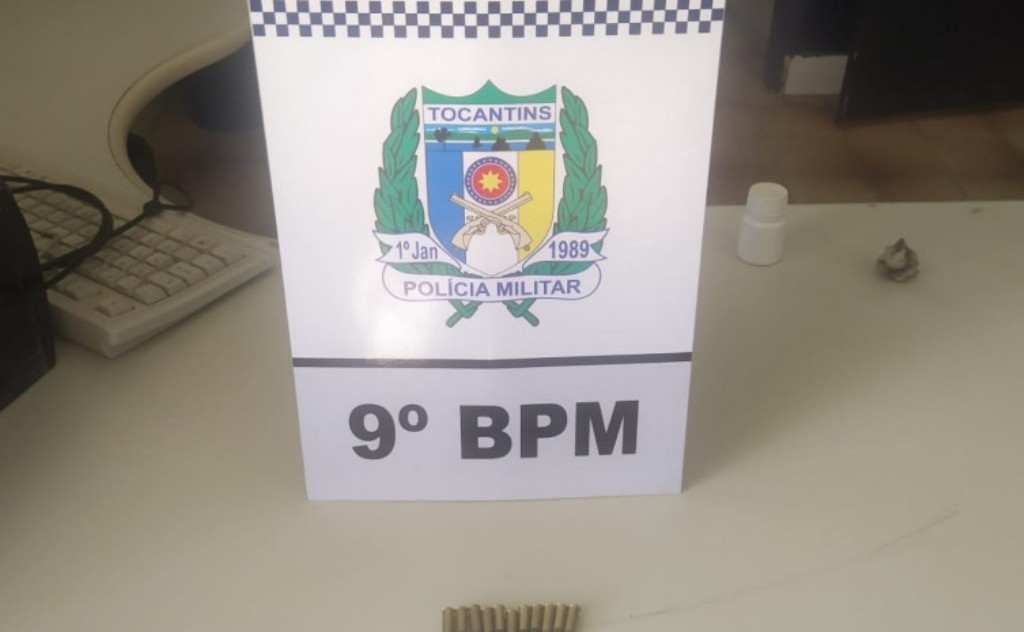 TOCANTINS
1º Jan 1989
POLÍCIA MILITAR
9º BPM